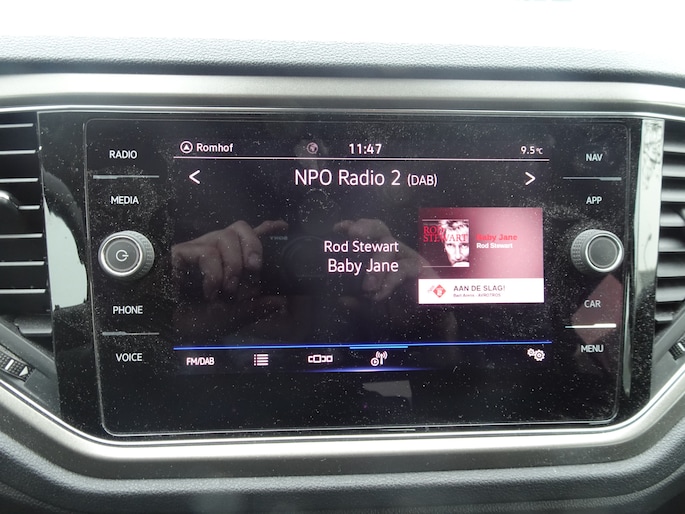 RADIO
MEDIA
PHONE
VOICE
Romhof
11:47
9.5°C
< NPO Radio 2 (DAB) >
Rod Stewart
Baby Jane
ROD
STEWART
Baby Jane
Rod Stewart
AAN DE SLAG!
FM/DAB
NAV
APP
CAR
MENU